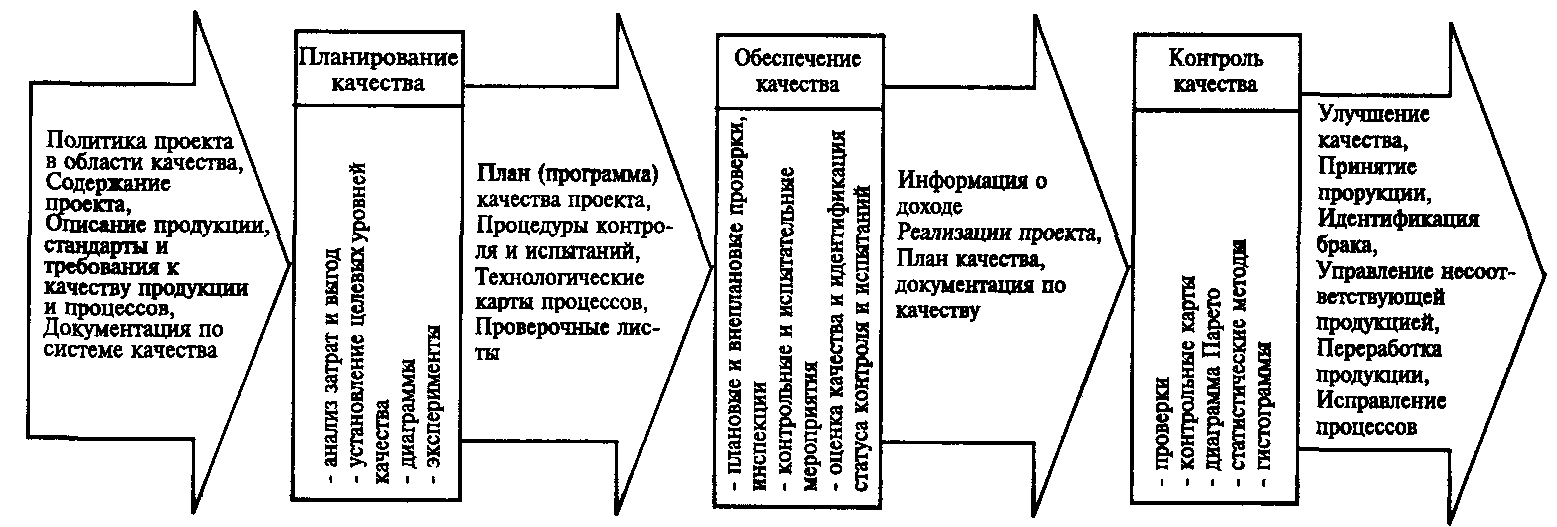 Политика проекта
в области качества,
Содержание
проекта,
Описание продукции,
стандарты и
требования к
качеству продукции
и процессов,
Документация по
системе качества
Планирование
качества
- анализ затрат и выгод
- установление целевых уровней
качества
- диаграммы
- эксперименты
План (программа)
качества проекта,
Процедуры контро-
ля и испытаний,
Технологические
карты процессов,
Проверочные лис-
ты
Обеспечение
качества
- плановые и внеплановые проверки,
инспекции
- контрольные и испытательные
мероприятия
- оценка качества и идентификация
статуса контроля и испытаний
Информация о
доходе
Реализации проекта,
План качества,
документация по
качеству
Контроль
качества
- проверки
- контрольные карты
- диаграмма Парето
- статистические методы
- гистограммы
Улучшение
качества,
Принятие
прорукции,
Идентификация
брака,
Управление несоот-
ветствующей
продукцией,
Переработка
продукции,
Исправление
процессов